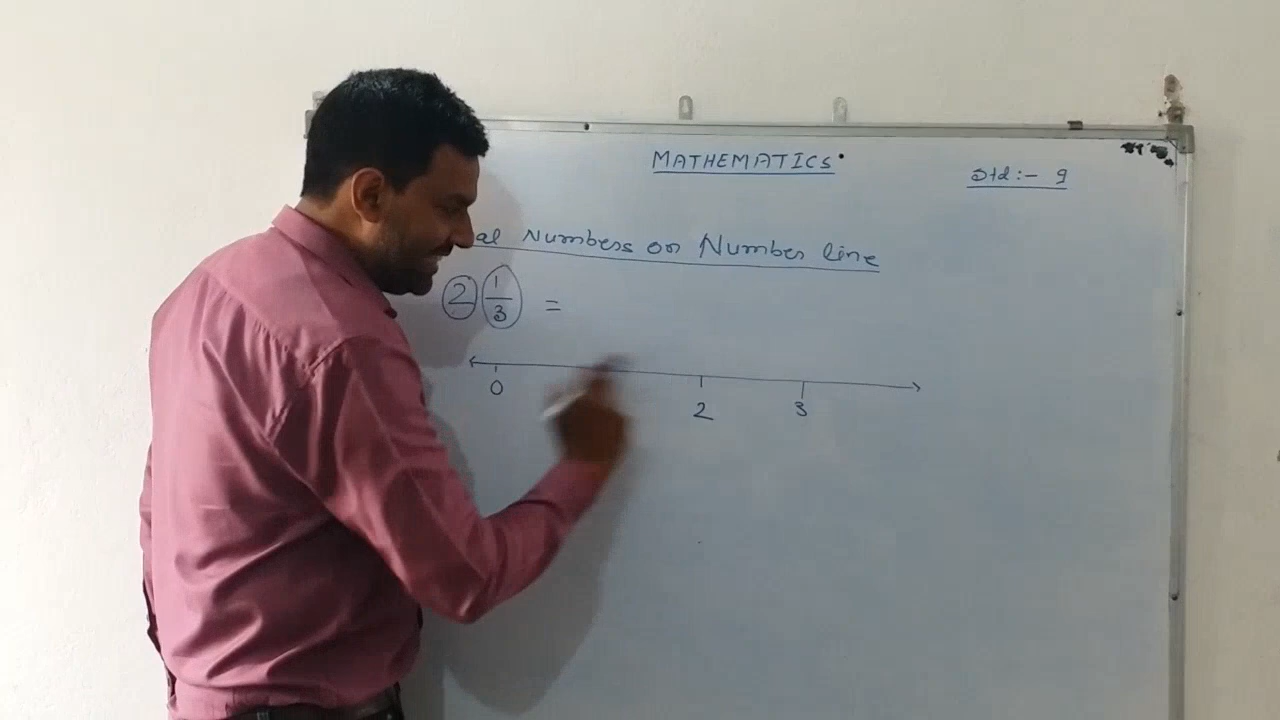 MATHEMATICS
Std:- 9
al Numbers on Number line
2 1/3 =
0 2 3